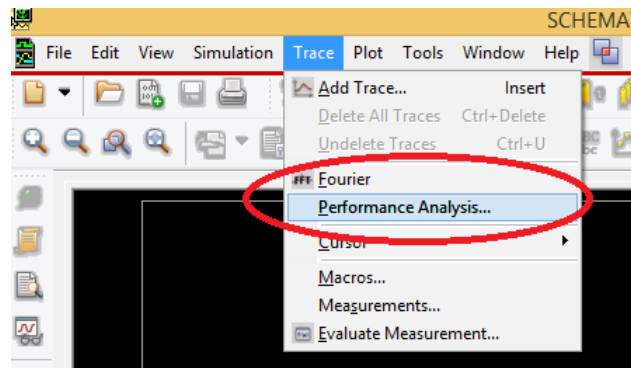 SCHEMA
File Edit View Simulation Trace Plot Tools Window Help
Add Trace... Insert
Delete All Traces Ctrl+Delete
Undelete Traces Ctrl+U
FFT Fourier
Performance Analysis...
Cursor
Macros...
Measurements...
Evaluate Measurement...